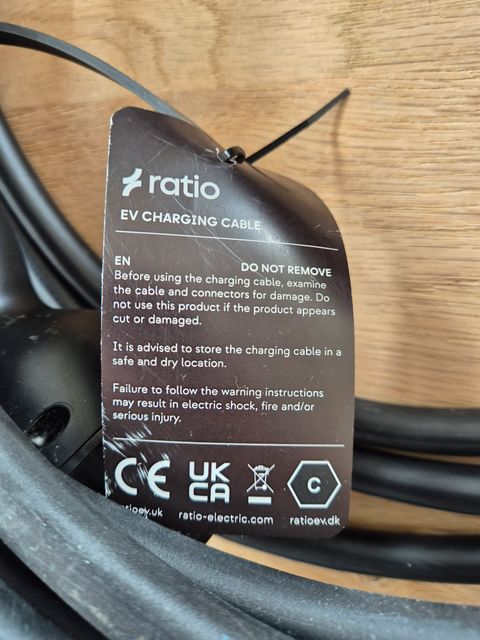 ratio
EV CHARGING CABLE
EN DO NOT REMOVE
Before using the charging cable, examine
the cable and connectors for damage. Do
not use this product if the product appears
cut or damaged.
It is advised to store the charging cable in a
safe and dry location.
Failure to follow the warning instructions
may result in electric shock, fire and/or
serious injury.
CE UK
CA C
ratioev.uk ratio-electric.com ratioev.dk